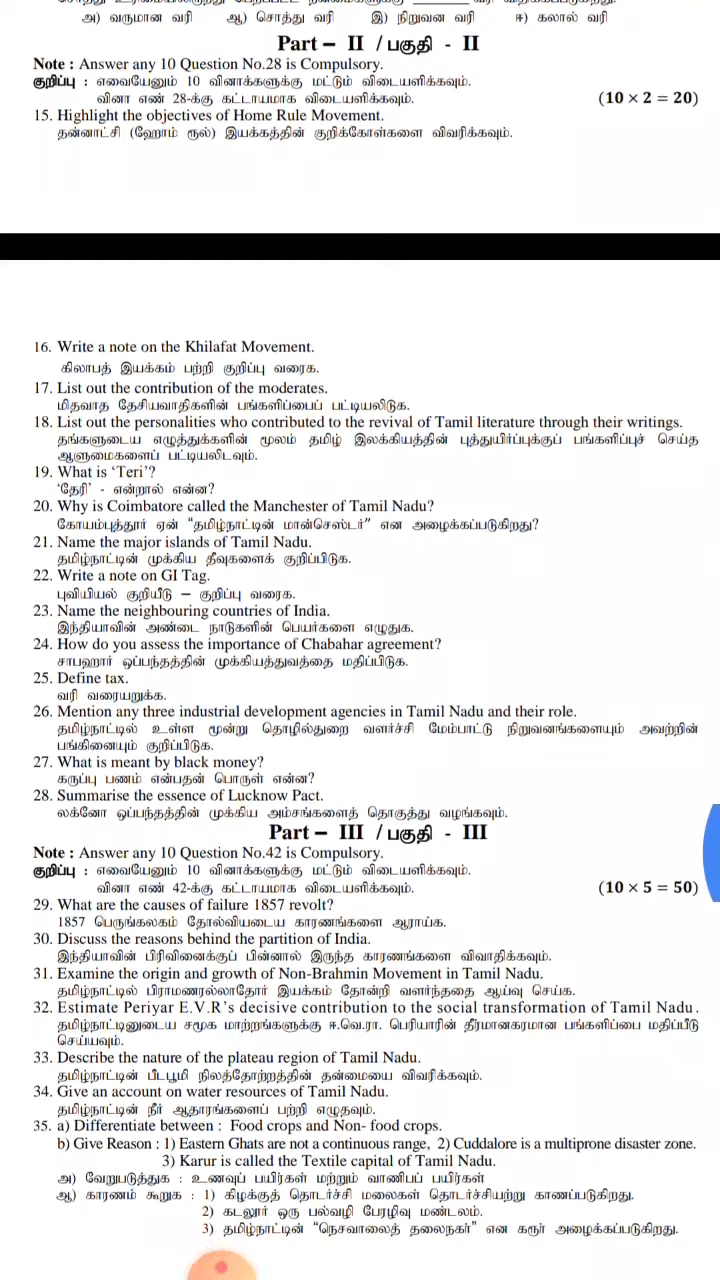 அ) வருமான வரி ஆ) சொத்து வரி இ) நிறுவன வரி ஈ) கலால் வரி
Part – II / பகுதி - II
Note : Answer any 10 Question No.28 is Compulsory.
குறிப்பு : எவையேனும் 10 வினாக்களுக்கு மட்டும் விடையளிக்கவும்.
வினா எண் 28-க்கு கட்டாயமாக விடையளிக்கவும். (10 × 2 = 20)
15. Highlight the objectives of Home Rule Movement.
தன்னாட்சி (ஹோம் ரூல்) இயக்கத்தின் குறிக்கோள்களை விவரிக்கவும்.
16. Write a note on the Khilafat Movement.
கிலாபத் இயக்கம் பற்றி குறிப்பு வரைக.
17. List out the contribution of the moderates.
மிதவாத தேசியவாதிகளின் பங்களிப்பைப் பட்டியலிடுக.
18. List out the personalities who contributed to the revival of Tamil literature through their writings.
தங்களுடைய எழுத்துக்களின் மூலம் தமிழ் இலக்கியத்தின் புத்துயிர்ப்புக்குப் பங்களிப்புச் செய்த
ஆளுமைகளைப் பட்டியலிடவும்.
19. What is ‘Teri’?
‘தேரி’ - என்றால் என்ன?
20. Why is Coimbatore called the Manchester of Tamil Nadu?
கோயம்புத்தூர் ஏன் “தமிழ்நாட்டின் மான்செஸ்டர்” என அழைக்கப்படுகிறது?
21. Name the major islands of Tamil Nadu.
தமிழ்நாட்டின் முக்கிய தீவுகளைக் குறிப்பிடுக.
22. Write a note on GI Tag.
புவியியல் குறியீடு – குறிப்பு வரைக.
23. Name the neighbouring countries of India.
இந்தியாவின் அண்டை நாடுகளின் பெயர்களை எழுதுக.
24. How do you assess the importance of Chabahar agreement?
சாபஹார் ஒப்பந்தத்தின் முக்கியத்துவத்தை மதிப்பிடுக.
25. Define tax.
வரி வரையறுக்க.
26. Mention any three industrial development agencies in Tamil Nadu and their role.
தமிழ்நாட்டில் உள்ள மூன்று தொழில்துறை வளர்ச்சி மேம்பாட்டு நிறுவனங்களையும் அவற்றின்
பங்கினையும் குறிப்பிடுக.
27. What is meant by black money?
கருப்பு பணம் என்பதன் பொருள் என்ன?
28. Summarise the essence of Lucknow Pact.
லக்னோ ஒப்பந்தத்தின் முக்கிய அம்சங்களைத் தொகுத்து வழங்கவும்.
Part – III / பகுதி - III
Note : Answer any 10 Question No.42 is Compulsory.
குறிப்பு : எவையேனும் 10 வினாக்களுக்கு மட்டும் விடையளிக்கவும்.
வினா எண் 42-க்கு கட்டாயமாக விடையளிக்கவும். (10 × 5 = 50)
29. What are the causes of failure 1857 revolt?
1857 பெருங்கலகம் தோல்வியடைய காரணங்களை ஆராய்க.
30. Discuss the reasons behind the partition of India.
இந்தியாவின் பிரிவினைக்குப் பின்னால் இருந்த காரணங்களை விவாதிக்கவும்.
31. Examine the origin and growth of Non-Brahmin Movement in Tamil Nadu.
தமிழ்நாட்டில் பிராமணரல்லாதோர் இயக்கம் தோன்றி வளர்ந்ததை ஆய்வு செய்க.
32. Estimate Periyar E.V.R’s decisive contribution to the social transformation of Tamil Nadu.
தமிழ்நாட்டினுடைய சமூக மாற்றங்களுக்கு ஈ.வெ.ரா. பெரியாரின் தீர்மானகரமான பங்களிப்பை மதிப்பீடு
செய்யவும்.
33. Describe the nature of the plateau region of Tamil Nadu.
தமிழ்நாட்டின் பீடபூமி நிலத்தோற்றத்தின் தன்மையை விவரிக்கவும்.
34. Give an account on water resources of Tamil Nadu.
தமிழ்நாட்டின் நீர் ஆதாரங்களைப் பற்றி எழுதவும்.
35. a) Differentiate between : Food crops and Non- food crops.
b) Give Reason : 1) Eastern Ghats are not a continuous range, 2) Cuddalore is a multiprone disaster zone.
3) Karur is called the Textile capital of Tamil Nadu.
அ) வேறுபடுத்துக : உணவுப் பயிர்கள் மற்றும் வாணிபப் பயிர்கள்
ஆ) காரணம் கூறுக : 1) கிழக்குத் தொடர்ச்சி மலைகள் தொடர்ச்சியற்று காணப்படுகிறது.
2) கடலூர் ஒரு பல்வழி பேரழிவு மண்டலம்.
3) தமிழ்நாட்டின் “நெசவாலைத் தலைநகர்” என கரூர் அழைக்கப்படுகிறது.